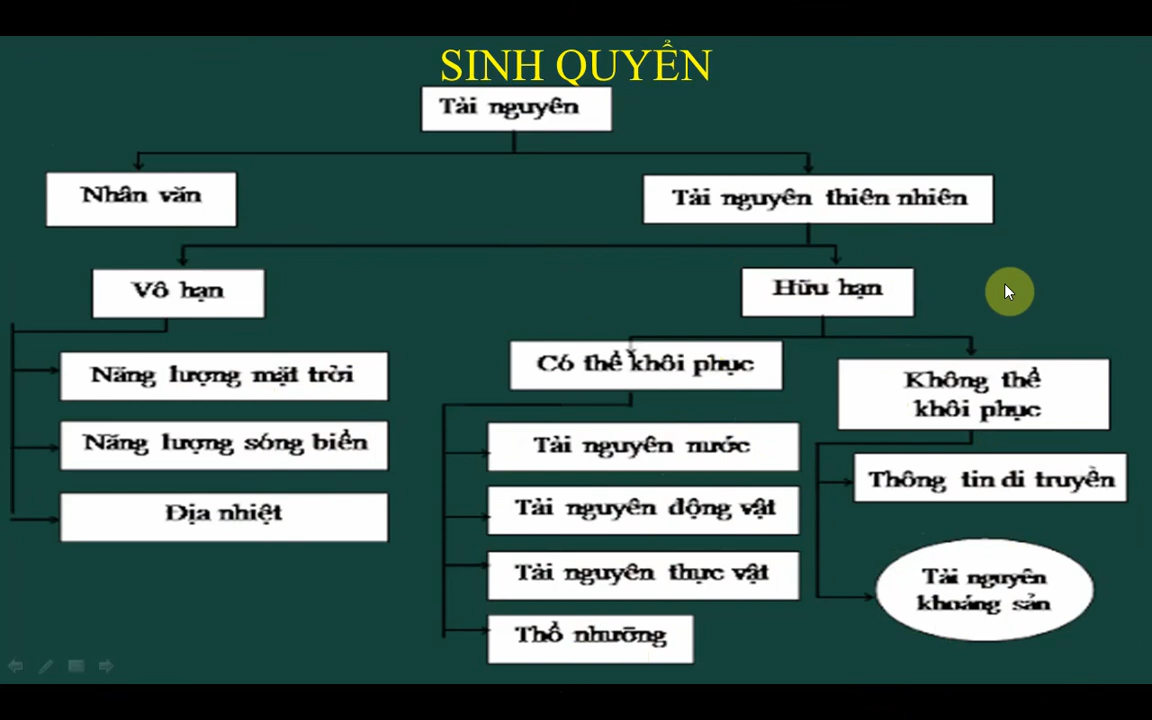 SINH QUYỂN
Tài nguyên
Nhân văn
Tài nguyên thiên nhiên
Vô hạn
Hữu hạn
Năng lượng mặt trời
Năng lượng sóng biển
Địa nhiệt
Có thể khôi phục
Tài nguyên nước
Tài nguyên động vật
Tài nguyên thực vật
Thổ nhưỡng
Không thể
khôi phục
Thông tin di truyền
Tài nguyên
khoáng sản